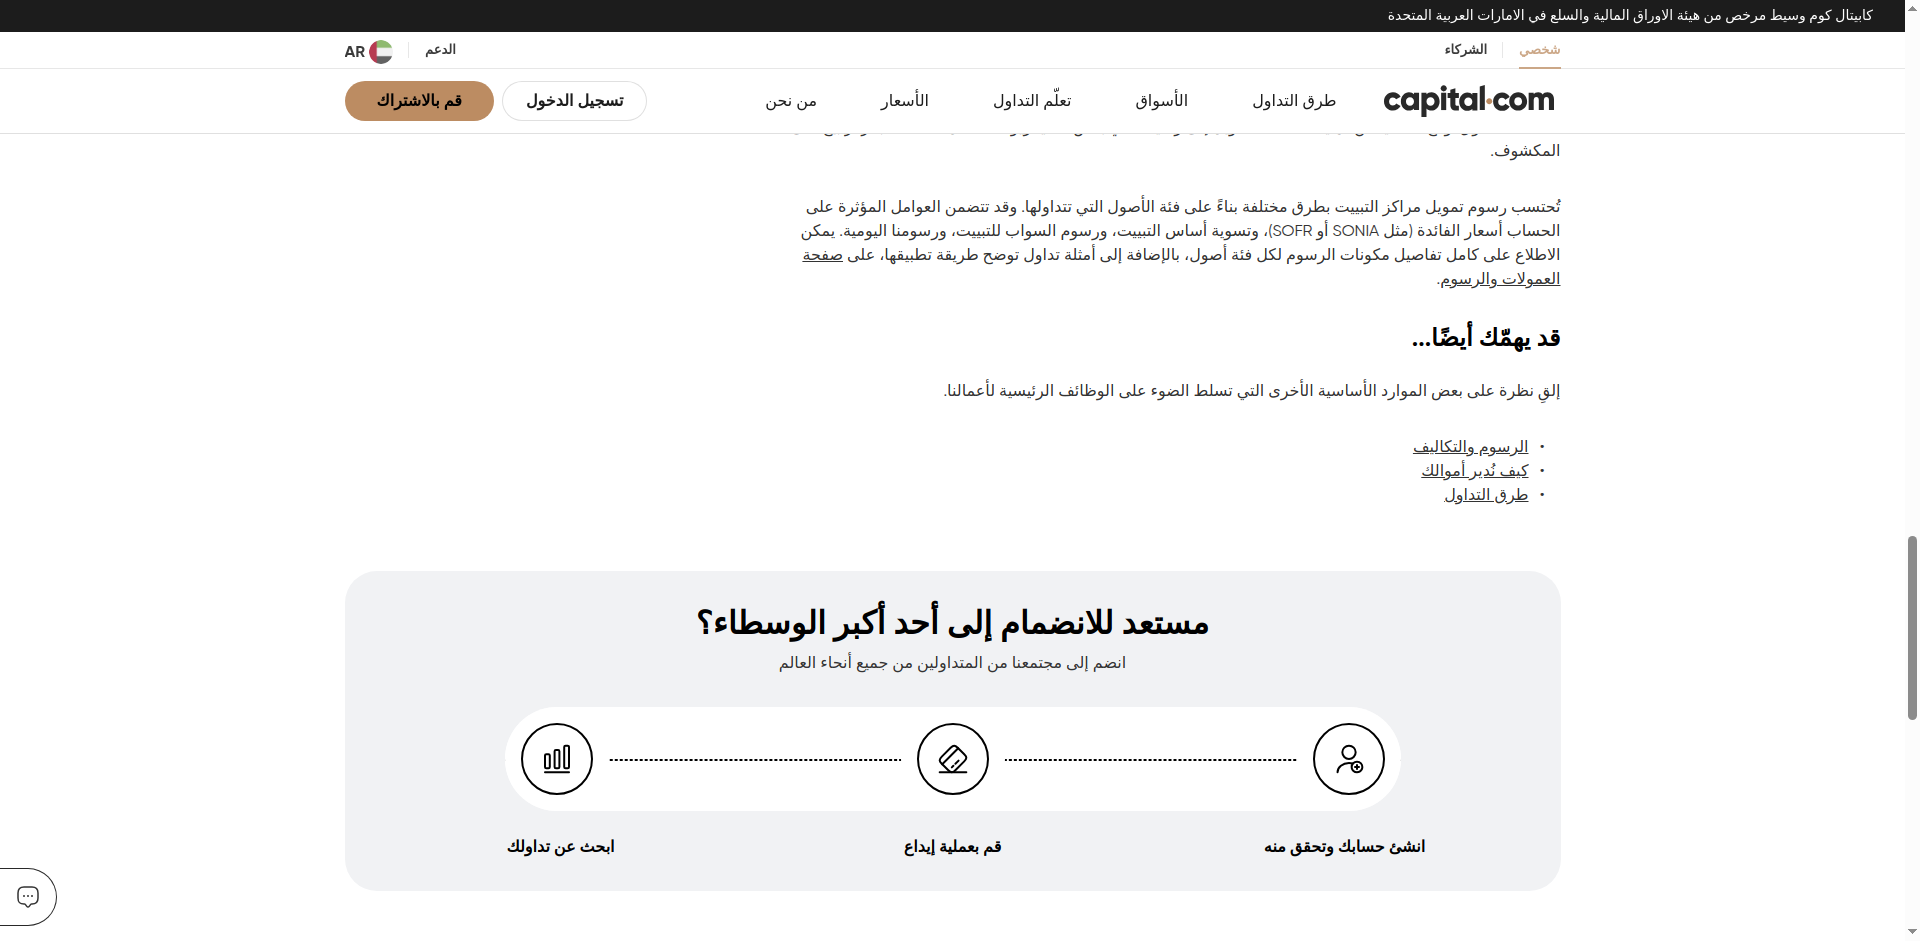 كابيتال كوم وسيط مرخص من هيئة الاوراق المالية والسلع في الامارات العربية المتحدة
شخصي
الشركاء
الدعم
AR
capital.com
طرق التداول
الأسواق
تعلّم التداول
الأسعار
من نحن
تسجيل الدخول
قم بالاشتراك
المكشوف.
تُحتسب رسوم تمويل مراكز التبييت بطرق مختلفة بناءً على فئة الأصول التي تتداولها. وقد تتضمن العوامل المؤثرة على
الحساب أسعار الفائدة (مثل SONIA أو SOFR)، وتسوية أساس التبييت، ورسوم السواب للتبييت، ورسومنا اليومية. يمكن
الاطلاع على كامل تفاصيل مكونات الرسوم لكل فئة أصول، بالإضافة إلى أمثلة تداول توضح طريقة تطبيقها، على صفحة
العمولات والرسوم.
قد يهمّك أيضًا...
إلقِ نظرة على بعض الموارد الأساسية الأخرى التي تسلط الضوء على الوظائف الرئيسية لأعمالنا.
• الرسوم والتكاليف
• كيف نُدير أموالك
• طرق التداول
مستعد للانضمام إلى أحد أكبر الوسطاء؟
انضم إلى مجتمعنا من المتداولين من جميع أنحاء العالم
انشئ حسابك وتحقق منه
قم بعملية إيداع
ابحث عن تداولك